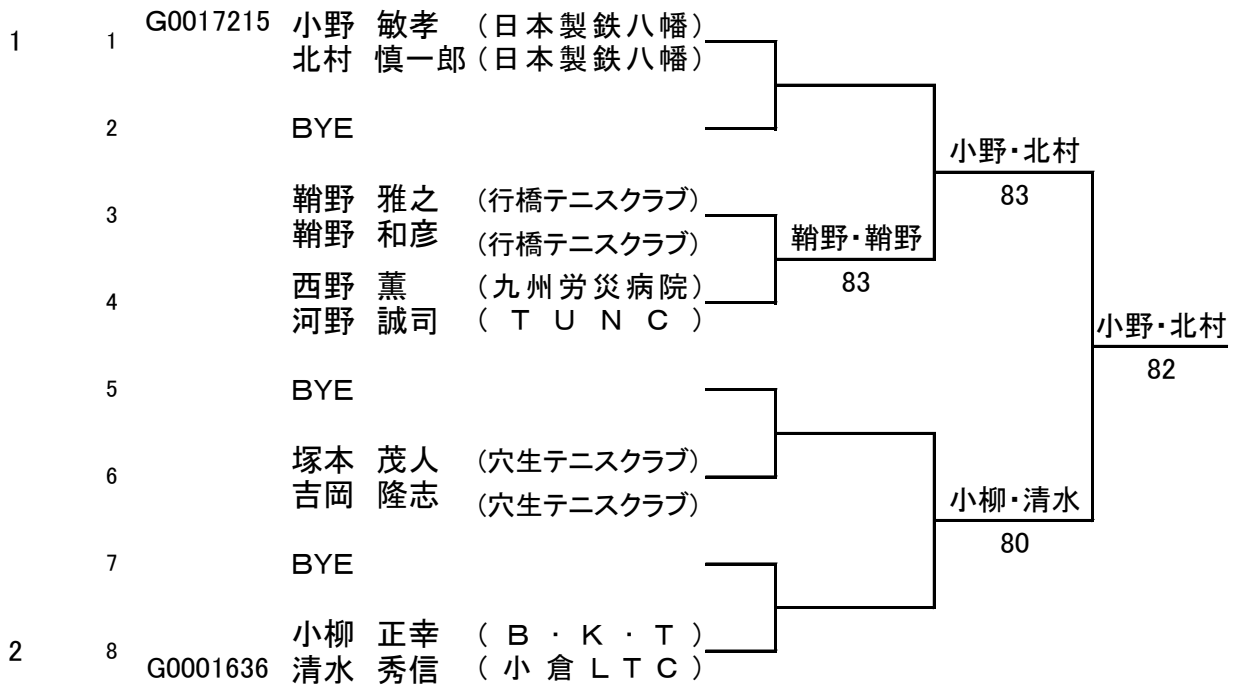 G0017215 小野 敏孝 (日本製鉄八幡)
1 1
北村 慎一郎 (日本製鉄八幡)
2 BYE
小野・北村
83
鞘野 雅之 (行橋テニスクラブ)
3
鞘野 和彦 (行橋テニスクラブ)
鞘野・鞘野
83
西野 薫 (九州労災病院)
4
河野 誠司 (TUNC)
小野・北村
82
5 BYE
塚本 茂人 (穴生テニスクラブ)
6
吉岡 隆志 (穴生テニスクラブ)
小柳・清水
80
7 BYE
小柳 正幸 (B・K・T)
2 8
G0001636 清水 秀信 (小倉LTC)